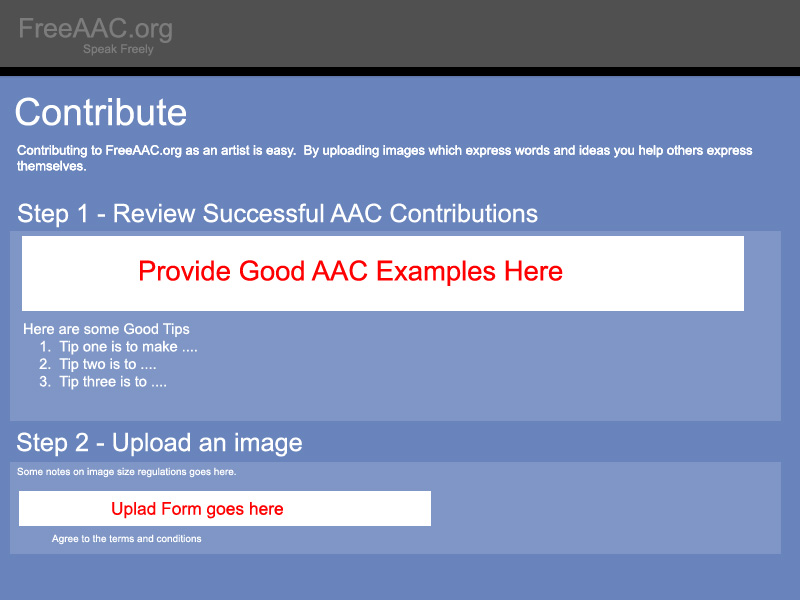 FreeAAC.org
Speak Freely
Contribute
Contributing to FreeAAC.org as an artist is easy.  By uploading images which express words and ideas you help others express
themselves.
Step 1 - Review Successful AAC Contributions
Provide Good AAC Examples Here
Here are some Good Tips
1. Tip one is to make ....
2. Tip two is to ....
3. Tip three is to ....
Step 2 - Upload an image
Some notes on image size regulations goes here.
Uplad Form goes here
Agree to the terms and conditions